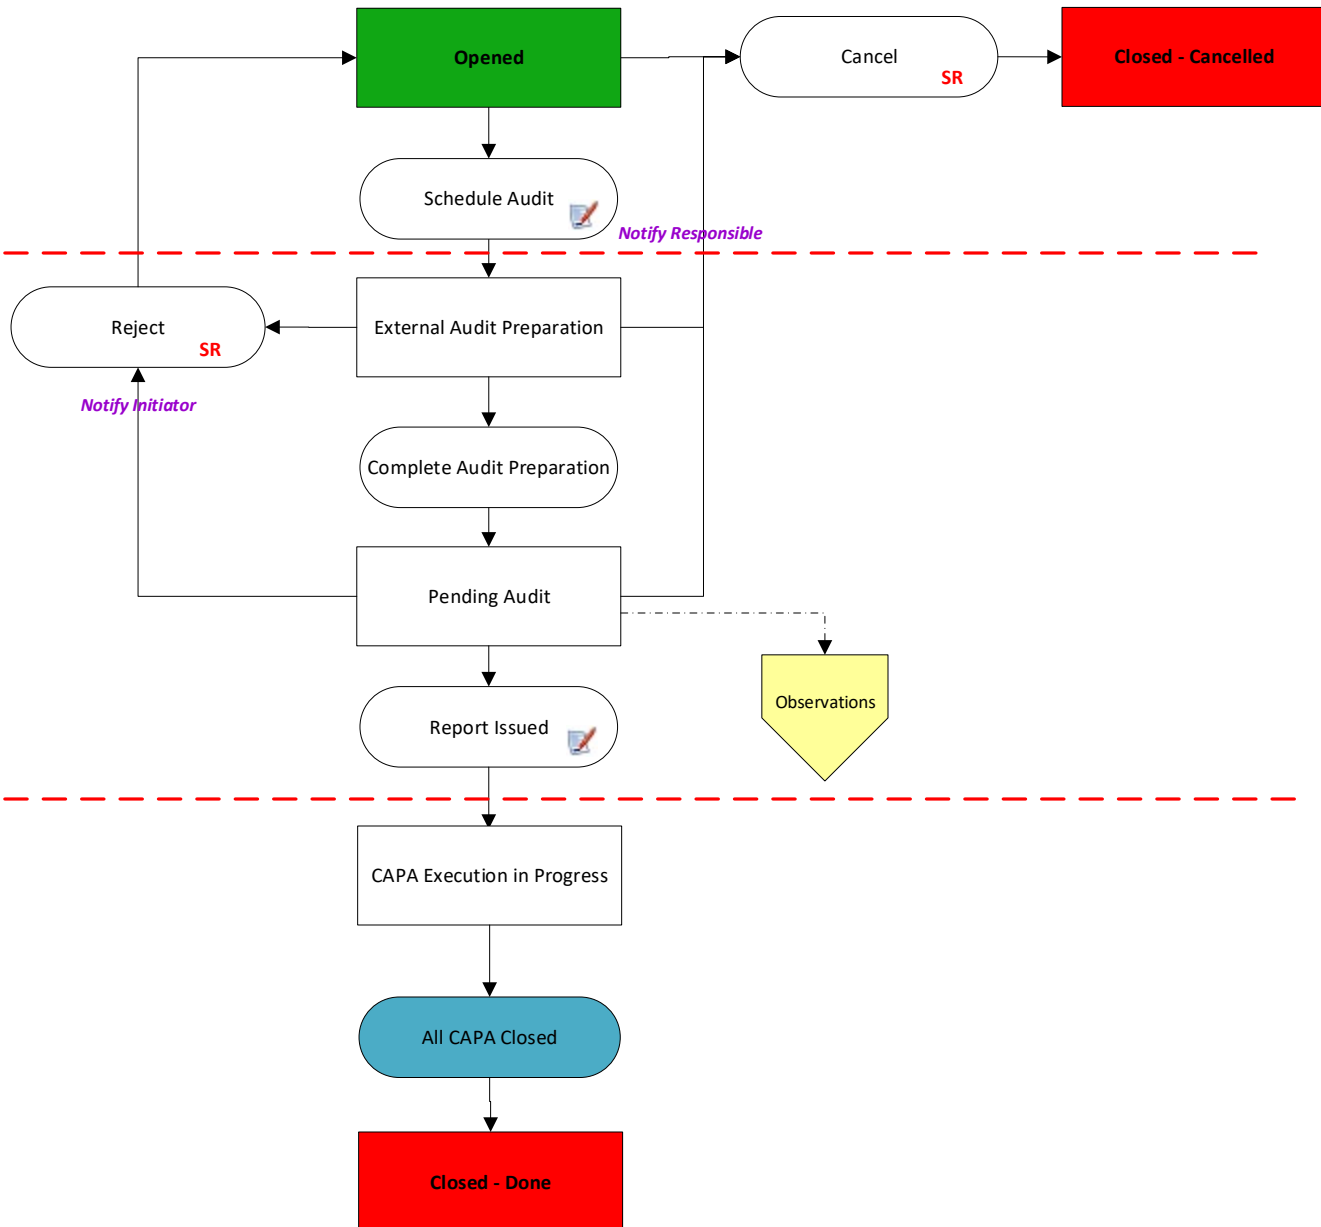 Opened
Cancel
SR
Closed - Cancelled
Schedule Audit
Notify Responsible
Reject
SR
External Audit Preparation
Notify Initiator
Complete Audit Preparation
Pending Audit
Observations
Report Issued
CAPA Execution in Progress
All CAPA Closed
Closed - Done